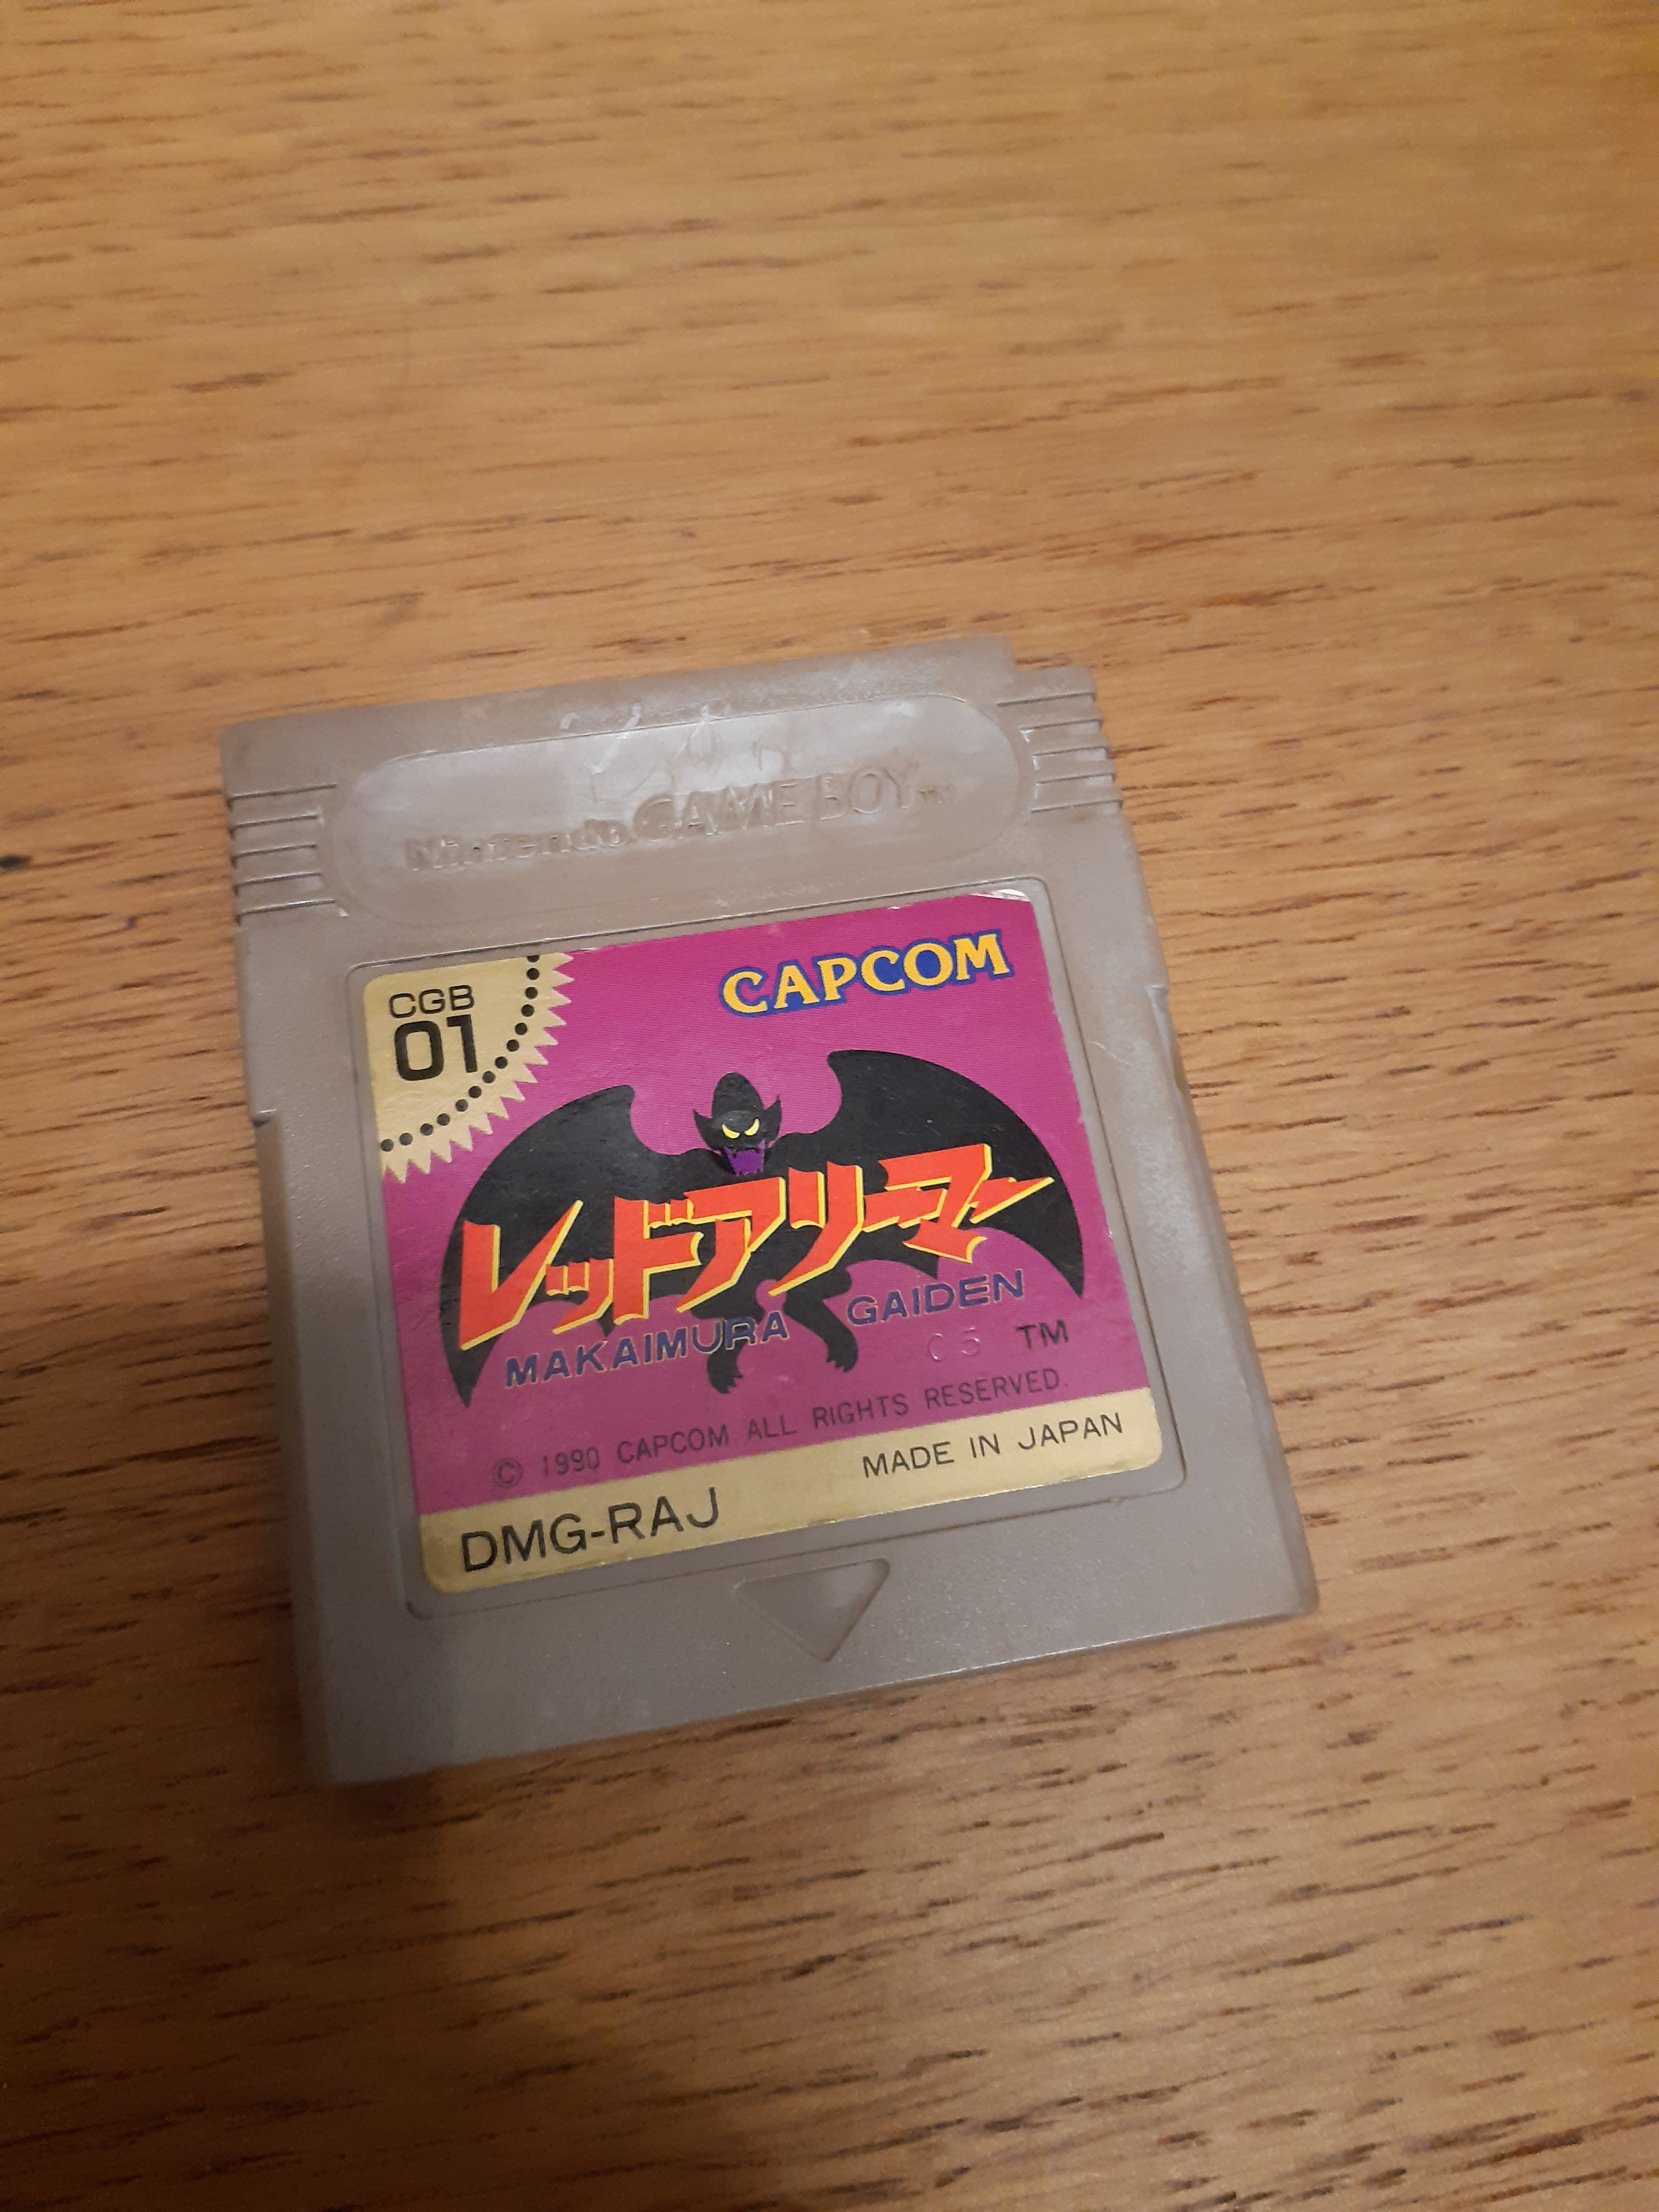 Nintendo GAME BOY™
CAPCOM
CGB
01
レッドアリーマー
MAKAIMURA GAIDEN
05 TM
© 1990 CAPCOM ALL RIGHTS RESERVED.
MADE IN JAPAN
DMG-RAJ